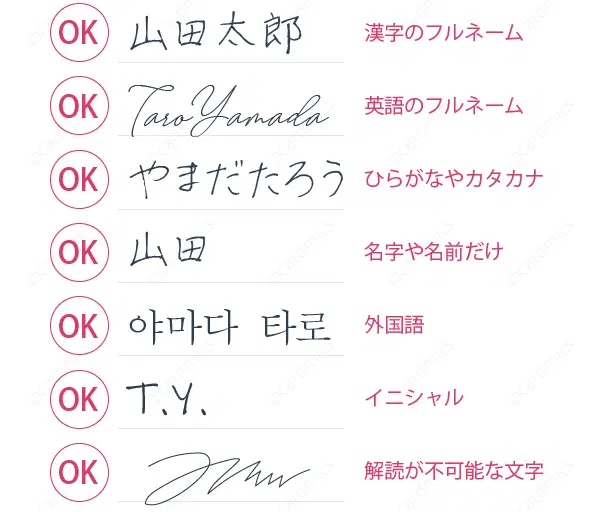 OK 山田太郎 漢字のフルネーム
OK Taro Yamada 英語のフルネーム
OK やまだたろう ひらがなやカタカナ
OK 山田 名字や名前だけ
OK 야마다 타로 外国語
OK T.Y. イニシャル
OK 解読が不可能な文字